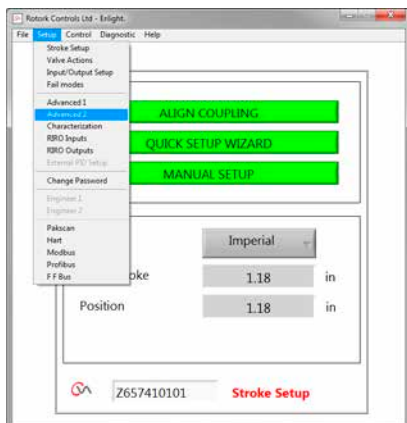 Rotork Controls Ltd - Enlight.
File Setup Control Diagnostic Help
Stroke Setup
Valve Actions
Input/Output Setup
Fail modes
Advanced 1
Advanced 2
Characterization
RIRO Inputs
RIRO Outputs
External PID Setup
Change Password
Engineer 1
Engineer 2
Pakscan
Hart
Modbus
Profibus
F F Bus
ALIGN COUPLING
QUICK SETUP WIZARD
MANUAL SETUP
Imperial
oke 1.18 in
Position 1.18 in
Z657410101 Stroke Setup